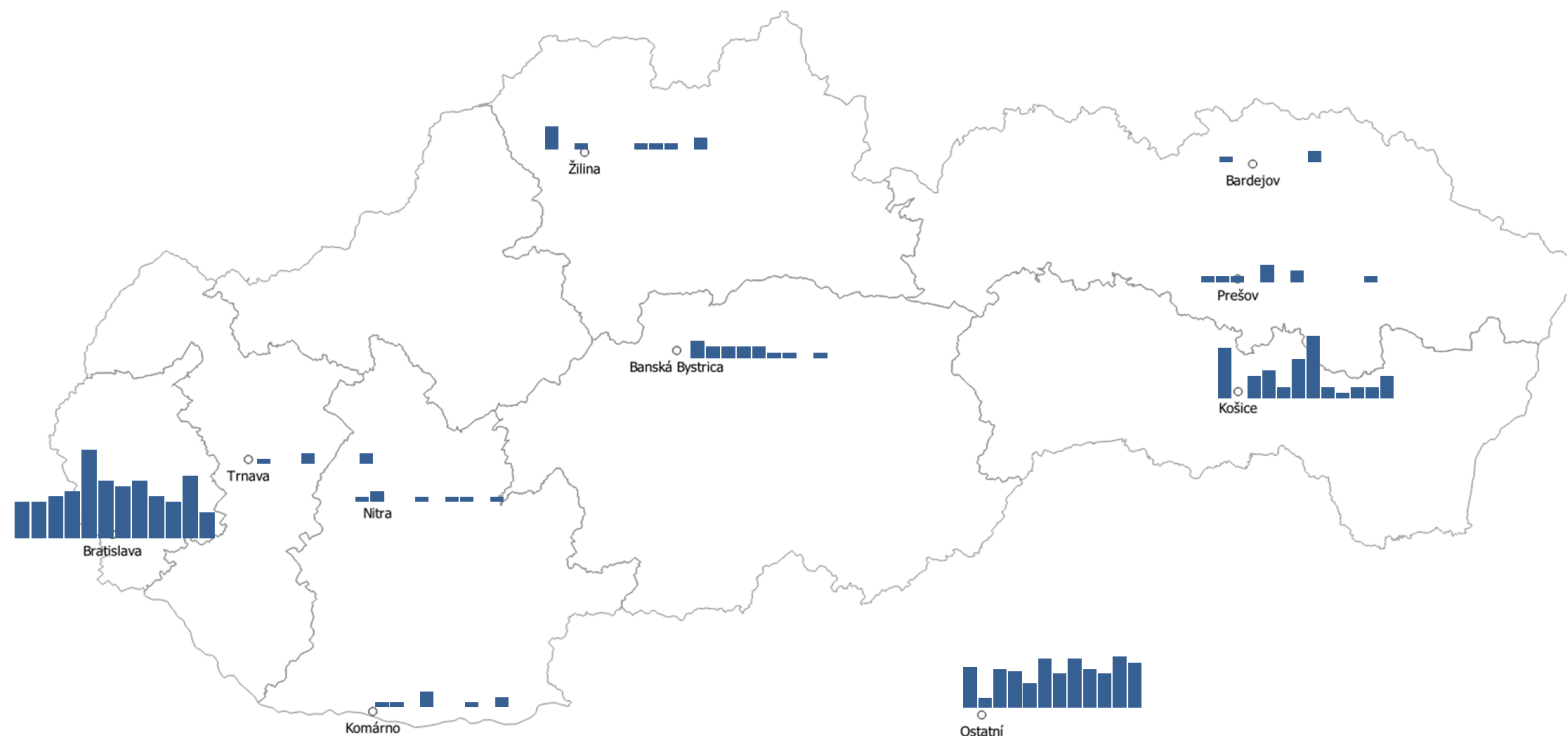 Žilina
Bardejov
Prešov
Banská Bystrica
Košice
Trnava
Nitra
Bratislava
Komárno
Ostatní